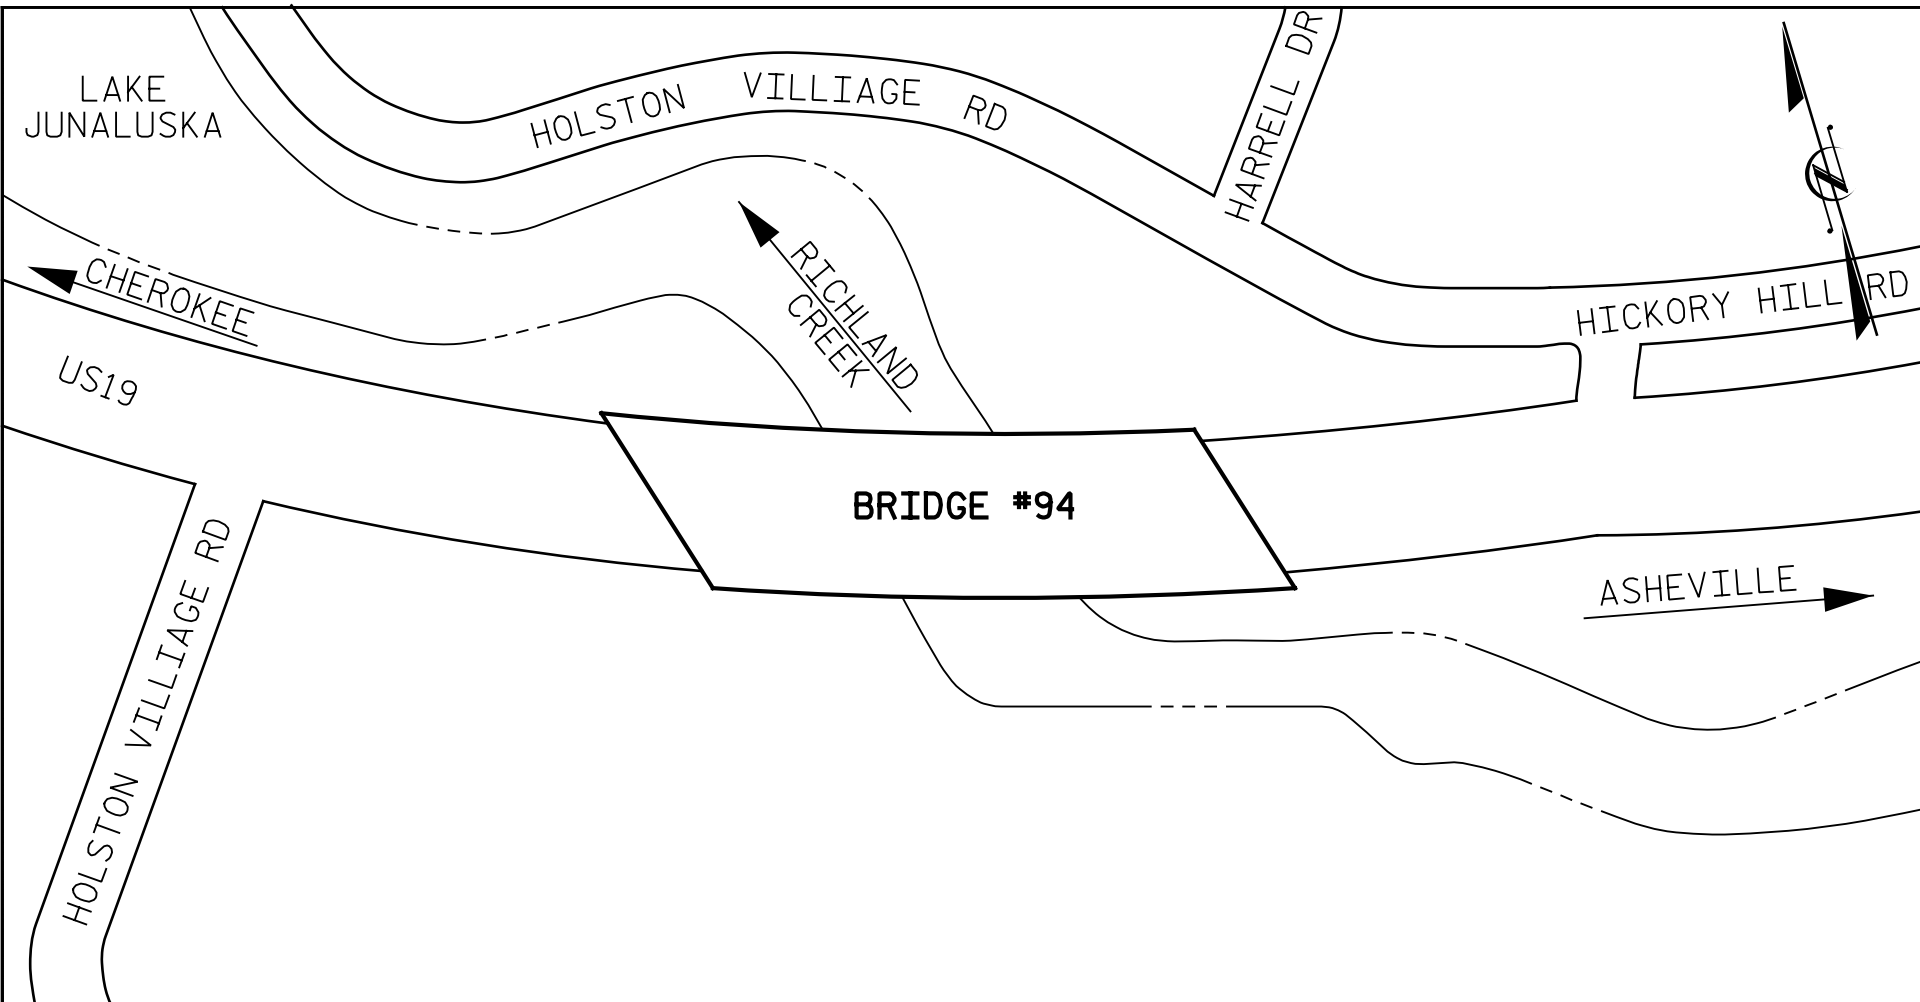 LAKE
JUNALUSKA
HOLSTON VILLIAGE RD
HARRELL DR
N
CHEROKEE
RICHLAND
CREEK
HICKORY HILL RD
US19
BRIDGE #94
HOLSTON VILLIAGE RD
ASHEVILLE